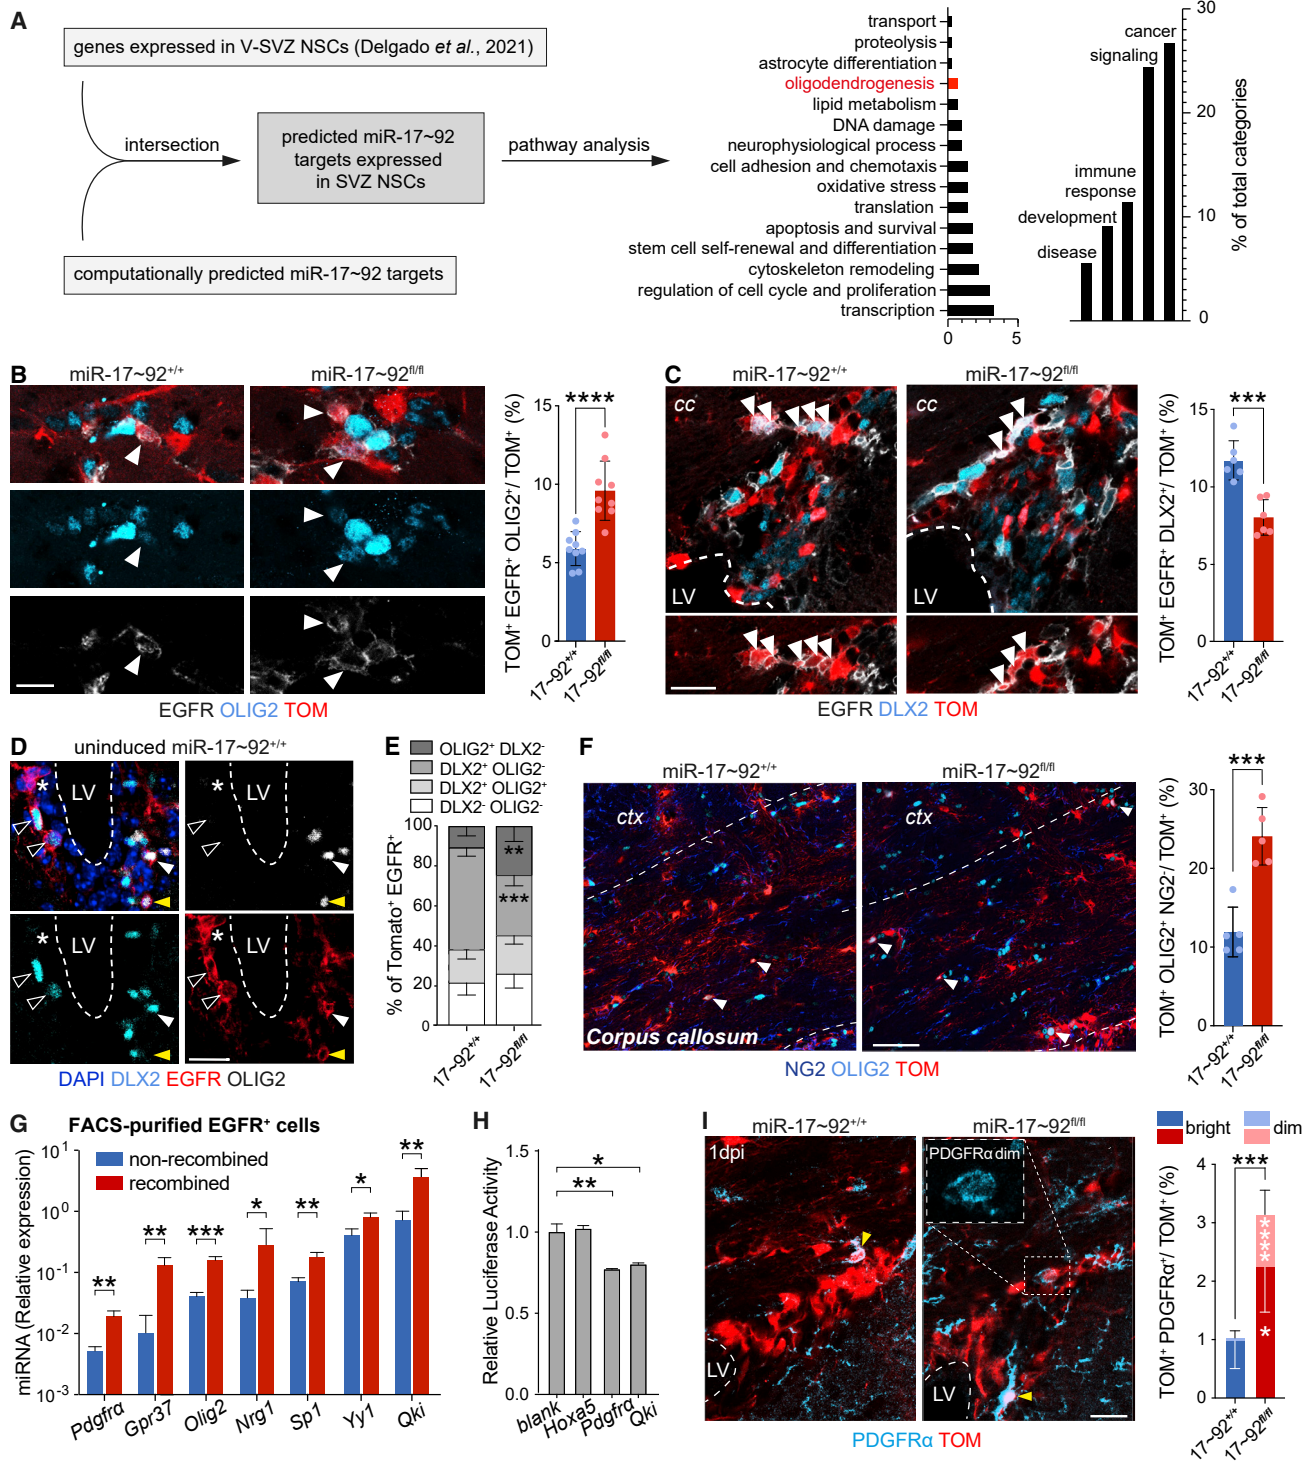 A
genes expressed in V-SVZ NSCs (Delgado et al., 2021)
intersection
predicted miR-17~92
targets expressed
in SVZ NSCs
pathway analysis
computationally predicted miR-17~92 targets
transport
proteolysis
astrocyte differentiation
oligodendrogenesis
lipid metabolism
DNA damage
neurophysiological process
cell adhesion and chemotaxis
oxidative stress
translation
apoptosis and survival
stem cell self-renewal and differentiation
cytoskeleton remodeling
regulation of cell cycle and proliferation
transcription
0
5
cancer
signaling
immune
response
development
disease
30
20
10
0
% of total categories
B
miR-17~92+/+
miR-17~92fl/fl
EGFR OLIG2 TOM
TOM+ EGFR+ OLIG2+/ TOM+ (%)
15
10
5
0
****
17~92+/+
17~92fl/fl
C
miR-17~92+/+
miR-17~92fl/fl
cc
cc
LV
LV
EGFR DLX2 TOM
TOM+ EGFR+ DLX2+/ TOM+ (%)
15
10
5
0
***
17~92+/+
17~92fl/fl
D
uninduced miR-17~92+/+
* LV
* LV
* LV
* LV
DAPI DLX2 EGFR OLIG2
E
OLIG2+ DLX2-
DLX2+ OLIG2-
DLX2+ OLIG2+
DLX2- OLIG2-
% of Tomato+ EGFR+
100
80
60
40
20
0
**
***
17~92+/+
17~92fl/fl
F
miR-17~92+/+
miR-17~92fl/fl
ctx
ctx
Corpus callosum
NG2 OLIG2 TOM
TOM+ OLIG2+ NG2-/ TOM+ (%)
30
20
10
0
***
17~92+/+
17~92fl/fl
G
FACS-purified EGFR+ cells
non-recombined
recombined
miRNA (Relative expression)
10^1
10^0
10^-1
10^-2
10^-3
**
**
***
*
**
*
**
Pdgfrα
Gpr37
Olig2
Nrg1
Sp1
Yy1
Qki
H
Relative Luciferase Activity
1.5
1.0
0.5
0.0
*
**
blank
Hoxa5
Pdgfrα
Qki
I
miR-17~92+/+
miR-17~92fl/fl
1dpi
PDGFRα dim
LV
LV
PDGFRα TOM
bright
dim
TOM+ PDGFRα+/ TOM+ (%)
4
3
2
1
0
***
****
*
17~92+/+
17~92fl/fl